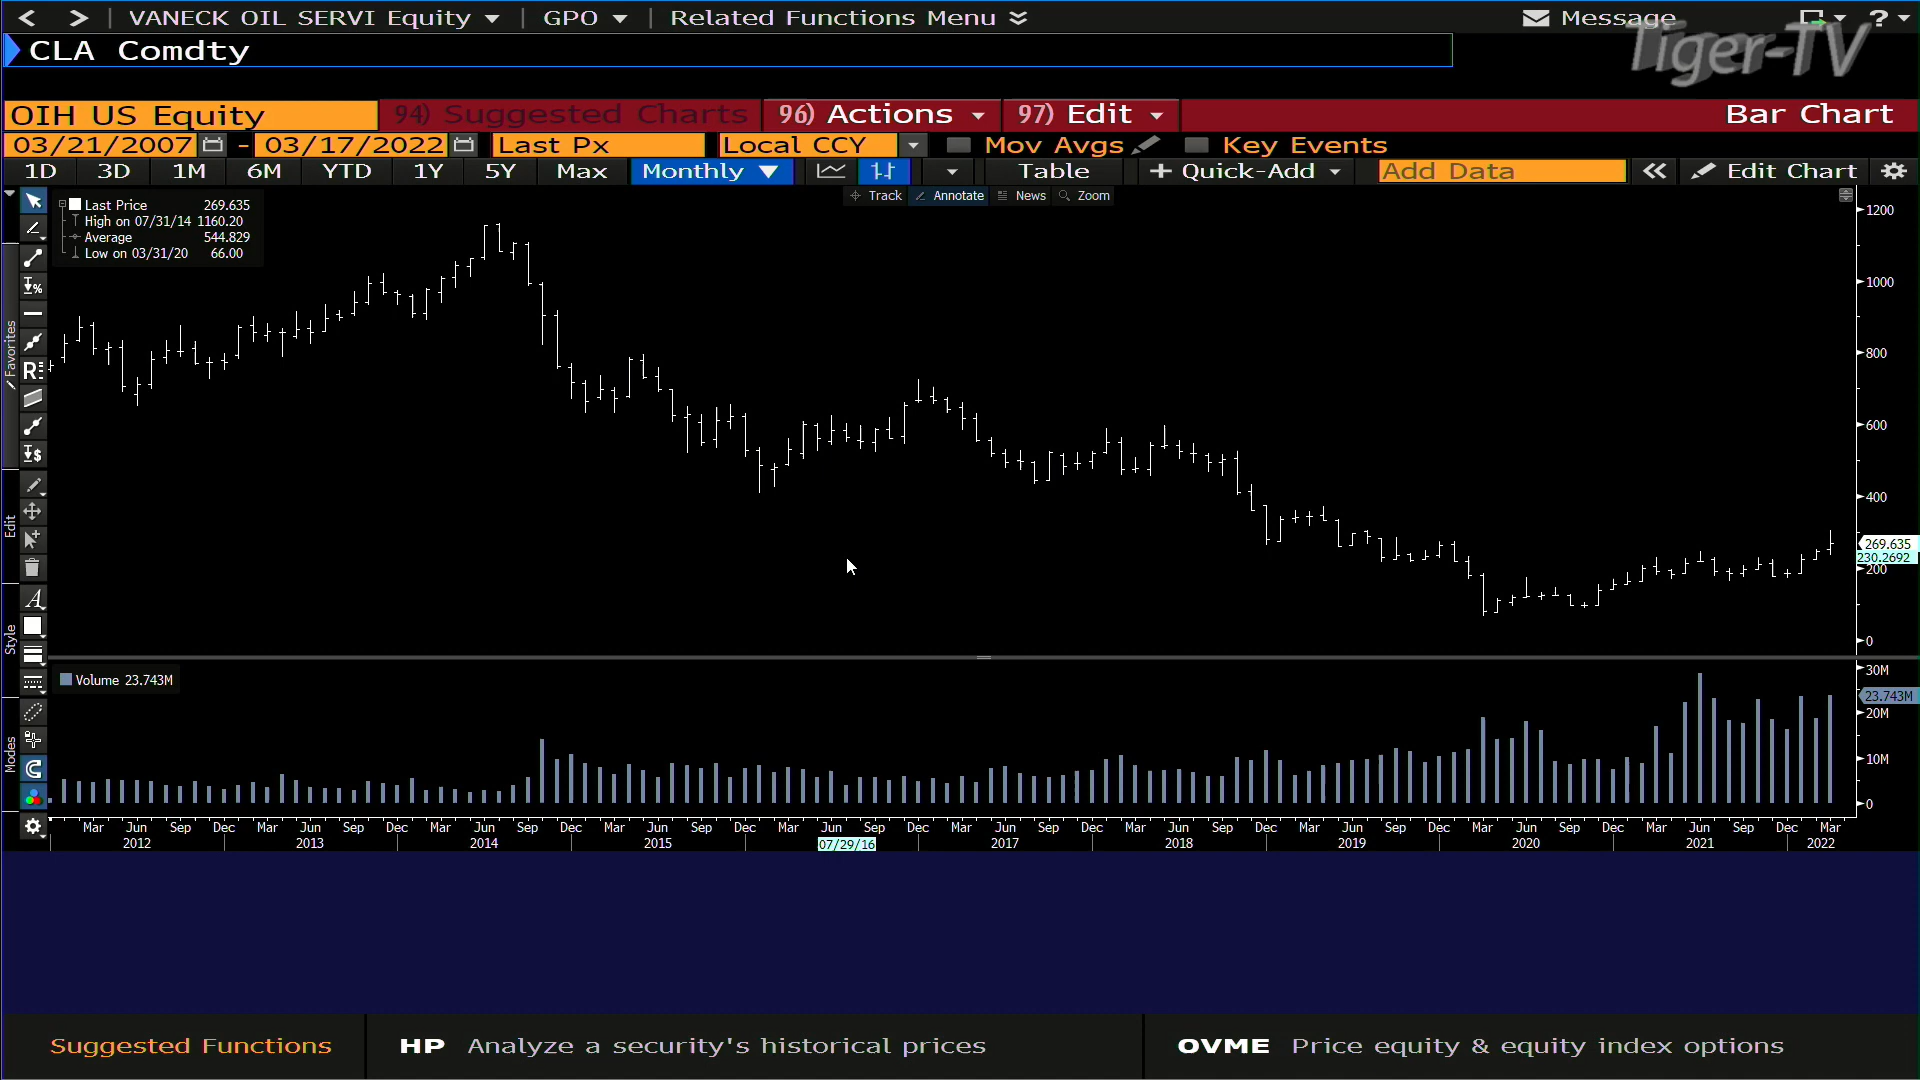 VANECK OIL SERVI Equity GPO Related Functions Menu Message ?
Tiger-TV
CLA Comdty
OIH US Equity 94) Suggested Charts 96) Actions 97) Edit Bar Chart
03/21/2007 - 03/17/2022 Last Px Local CCY Mov Avgs Key Events
1D 3D 1M 6M YTD 1Y 5Y Max Monthly Table + Quick-Add Add Data Edit Chart
Track Annotate News Zoom
Last Price 269.635
High on 07/31/14 1160.20
Average 544.829
Low on 03/31/20 66.00
1200
1000
800
600
400
269.635
230.2692
200
0
Favorites
Edit
Style
Modes
Volume 23.743M
30M
23.743M
20M
10M
0
Mar Jun Sep Dec Mar Jun Sep Dec Mar Jun Sep Dec Mar Jun Sep Dec Mar Jun Sep Dec Mar Jun Sep Dec Mar Jun Sep Dec Mar Jun Sep Dec Mar Jun Sep Dec Mar Jun Sep Dec Mar
2012 2013 2014 2015 07/29/16 2017 2018 2019 2020 2021 2022
Suggested Functions HP Analyze a security's historical prices OVME Price equity & equity index options